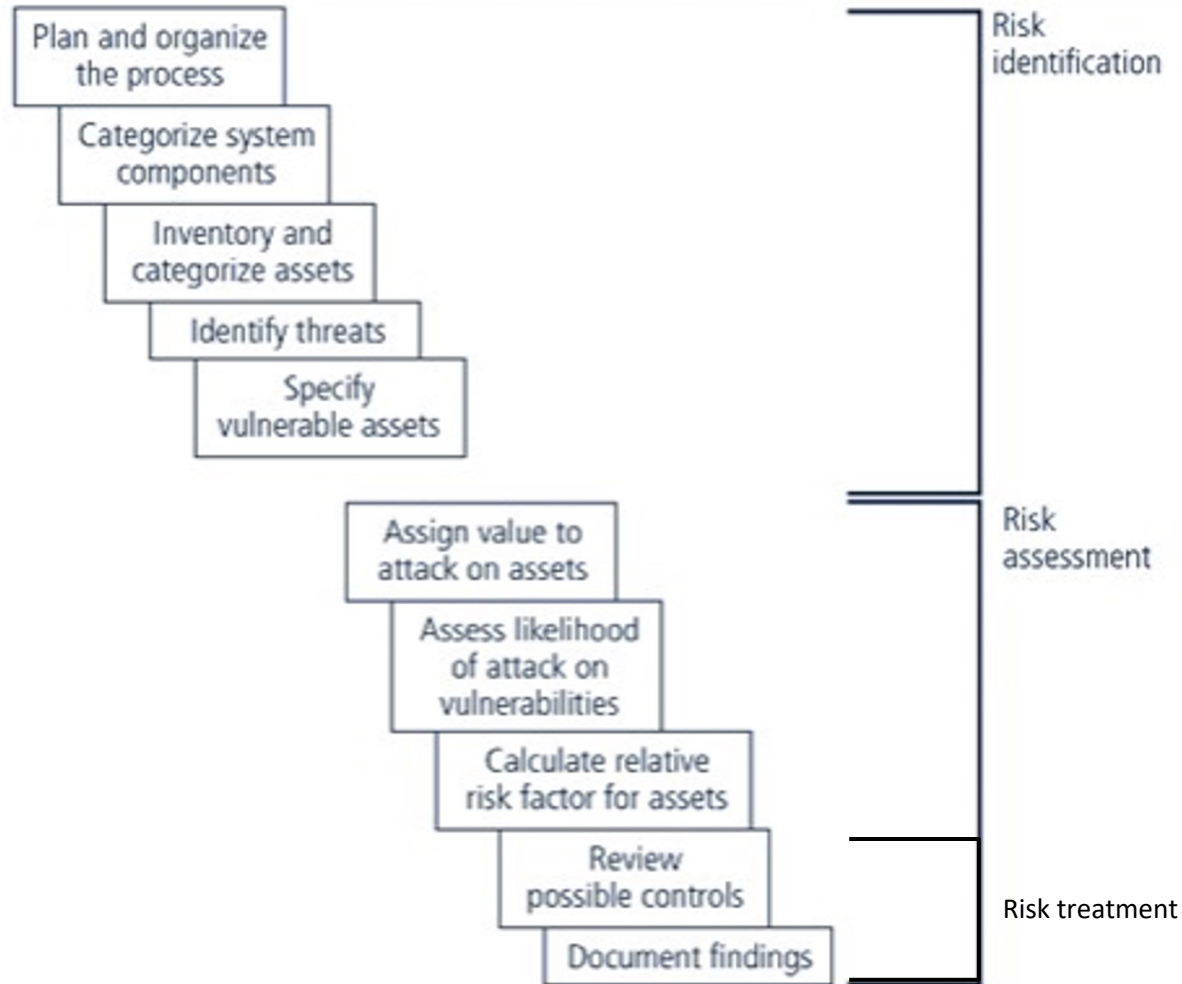 Plan and organize
the process
Risk
identification
Categorize system
components
Inventory and
categorize assets
Identify threats
Specify
vulnerable assets
Assign value to
attack on assets
Risk
assessment
Assess likelihood
of attack on
vulnerabilities
Calculate relative
risk factor for assets
Review
possible controls
Risk treatment
Document findings